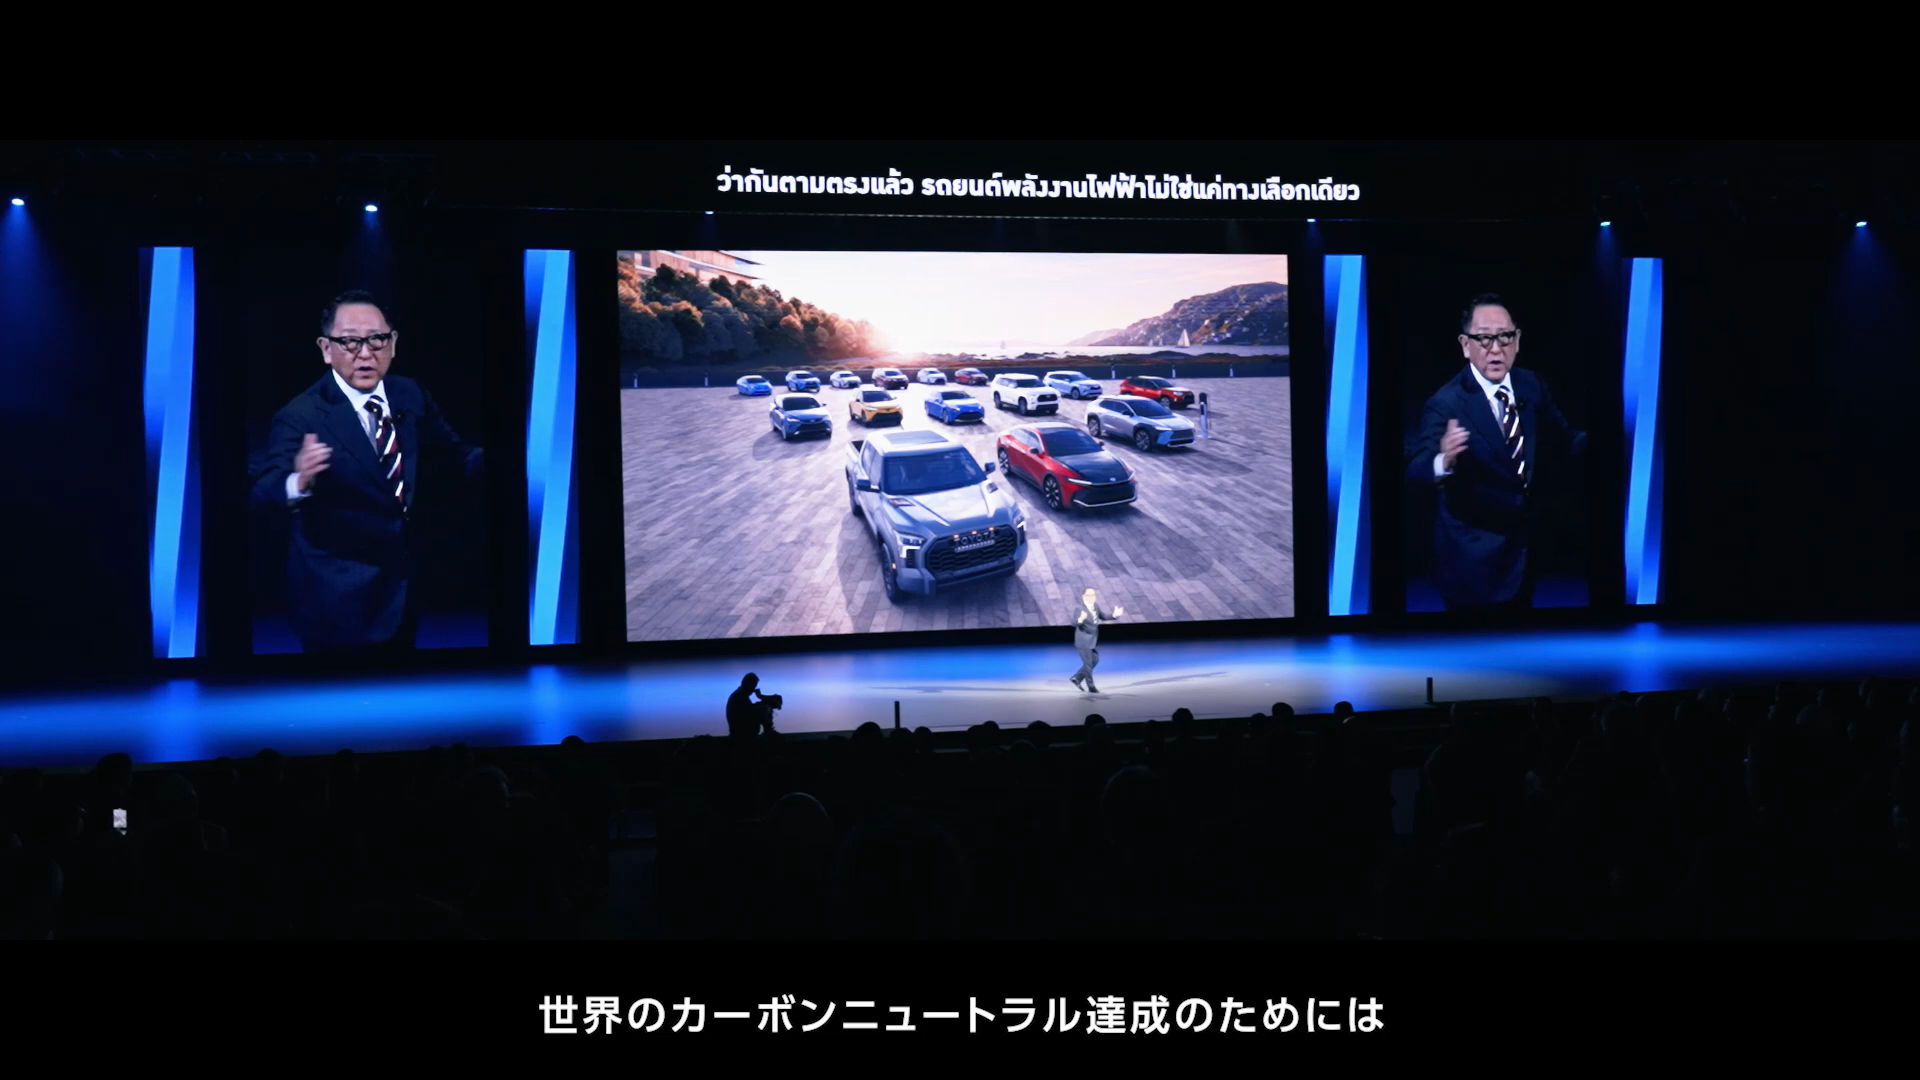 ว่ากันตามตรงแล้ว รถยนต์พลังงานไฟฟ้าไม่ใช่แค่ทางเลือกเดียว
TOYOTA
世界のカーボンニュートラル達成のためには